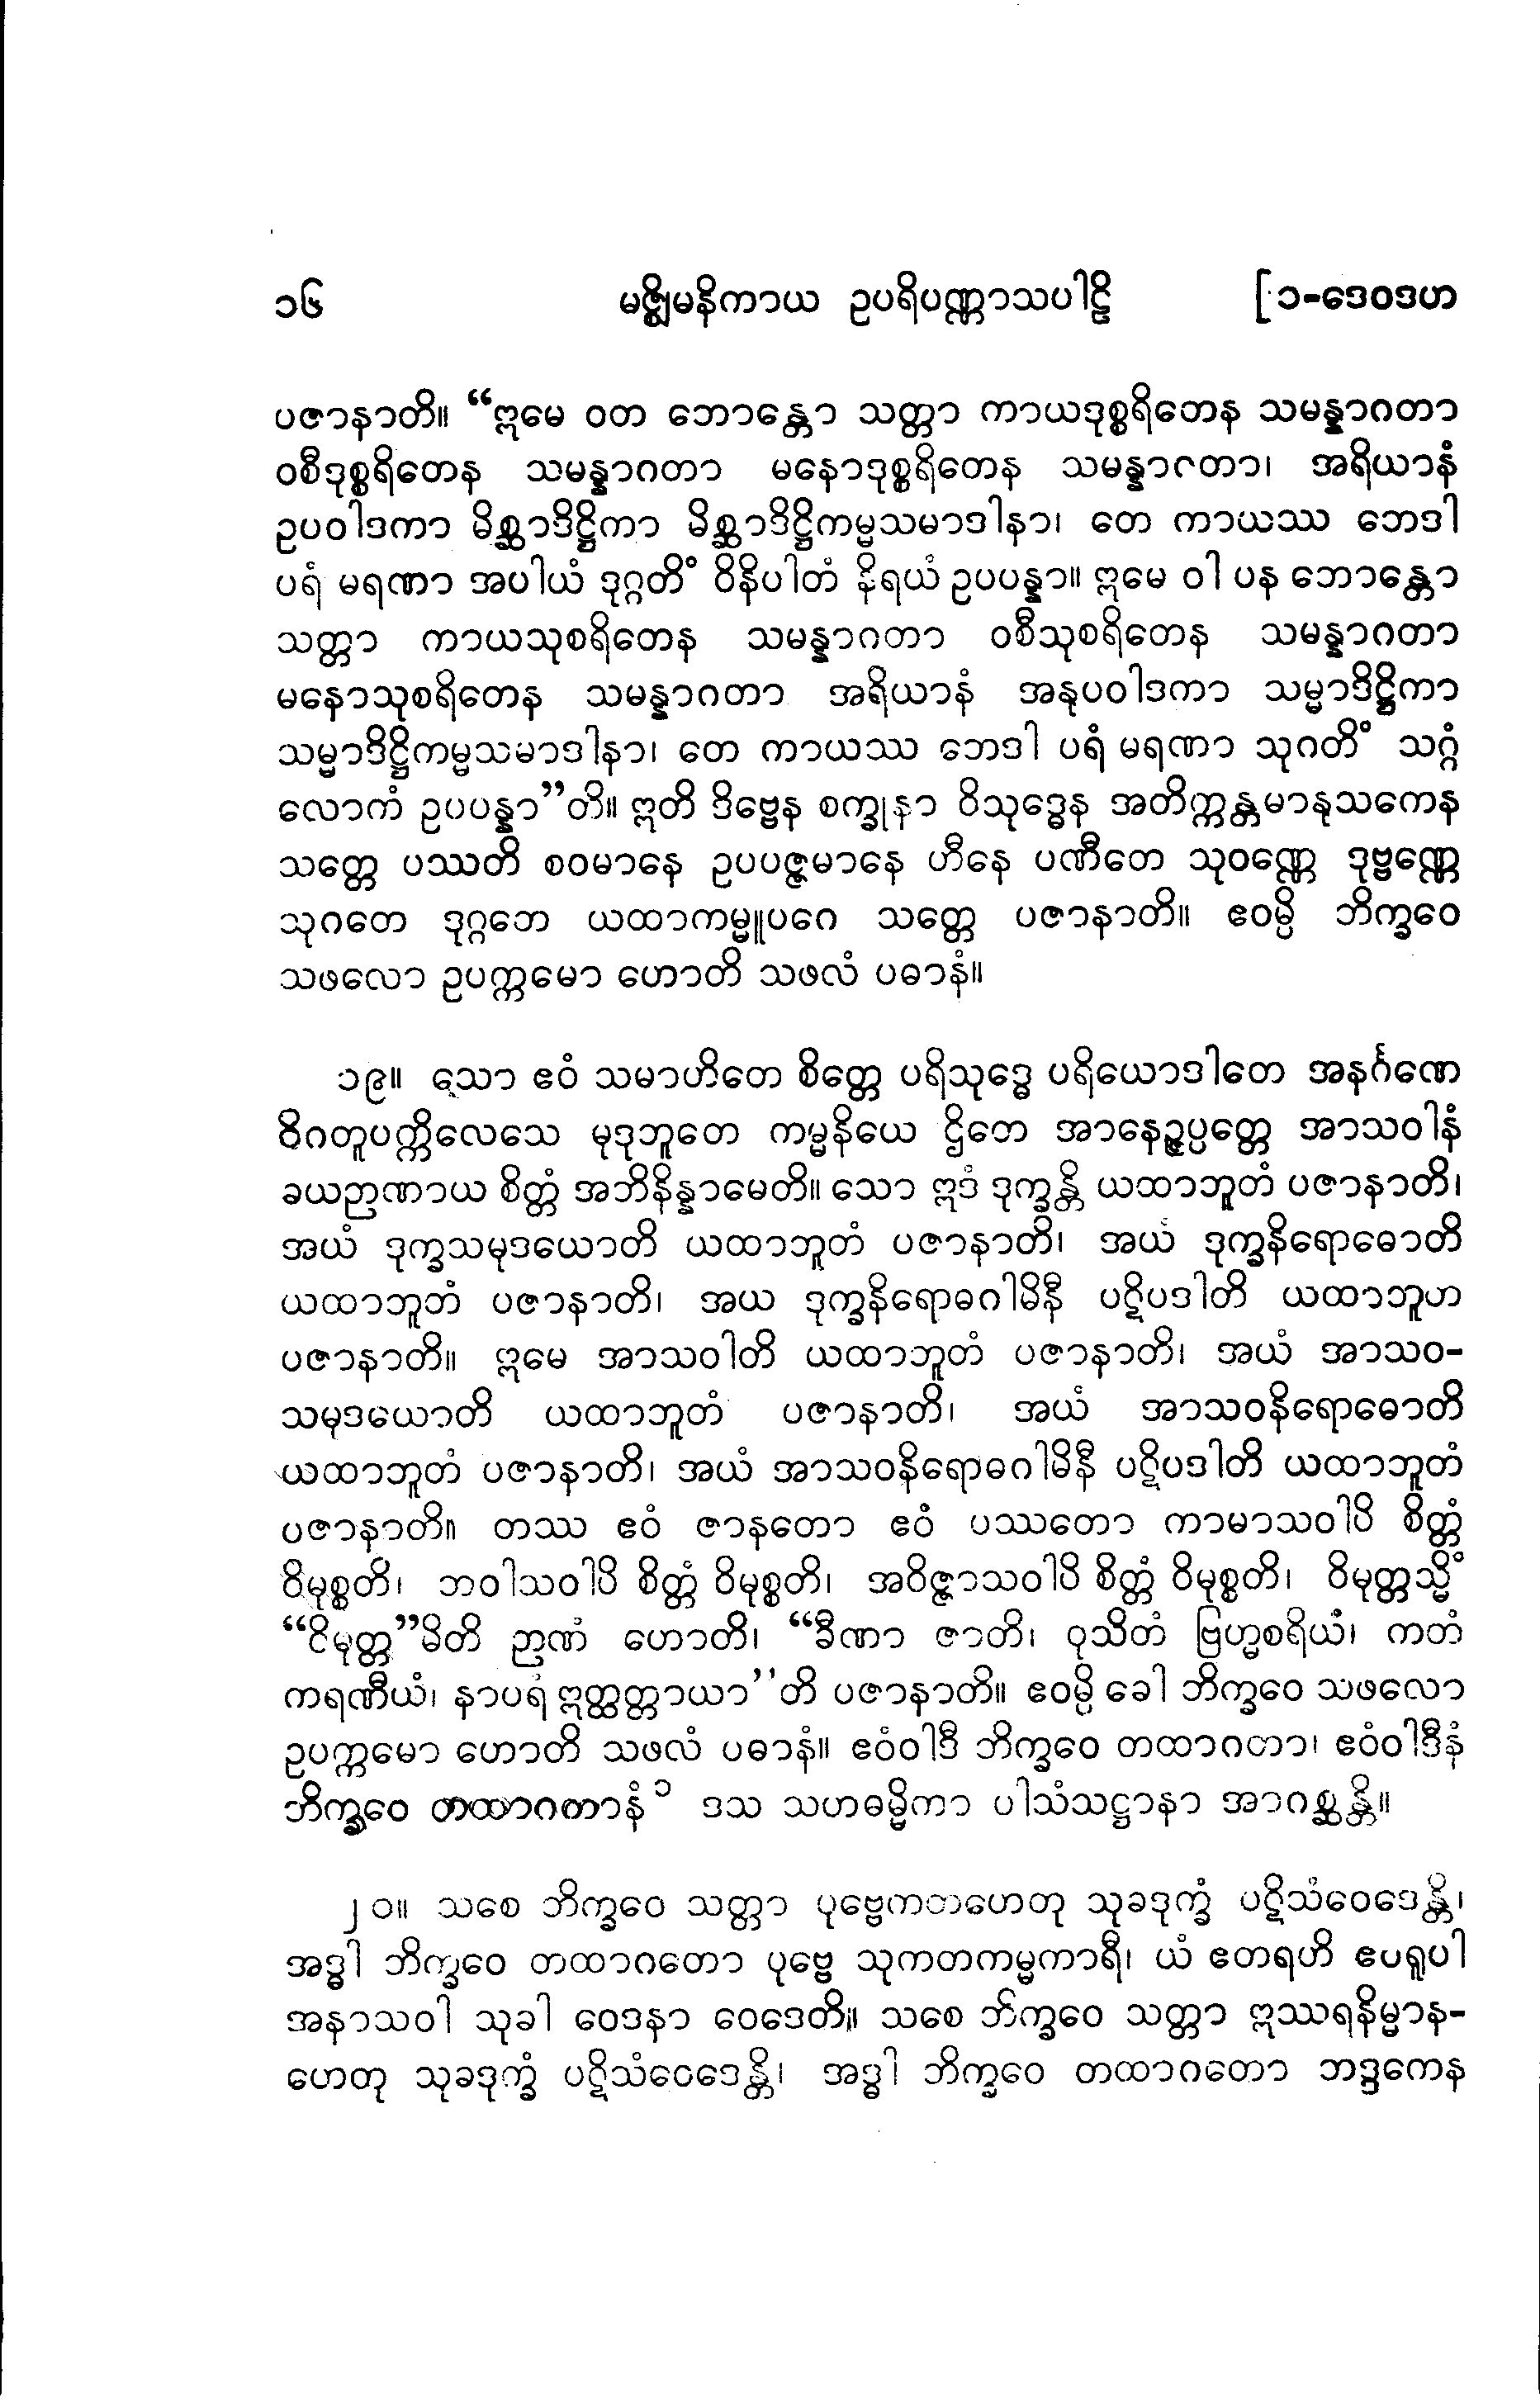 ၁၆ မဇ္ဈိမနိကာယ ဥပရိပဏ္ဏာသပါဠိ [၁-ဒေဝဒဟ
ပဇာနာတိ။ “ဣမေ ဝတ ဘောန္တော သတ္တာ ကာယဒုစ္စရိတေန သမန္နာဂတာ
ဝစီဒုစ္စရိတေန သမန္နာဂတာ မနောဒုစ္စရိတေန သမန္နာဂတာ၊ အရိယာနံ
ဥပဝါဒကာ မိစ္ဆာဒိဋ္ဌိကာ မိစ္ဆာဒိဋ္ဌိကမ္မသမာဒါနာ၊ တေ ကာယဿ ဘေဒါ
ပရံ မရဏာ အပါယံ ဒုဂ္ဂတိံ ဝိနိပါတံ နိရယံ ဥပပန္နာ။ ဣမေ ဝါ ပန ဘောန္တော
သတ္တာ ကာယသုစရိတေန သမန္နာဂတာ ဝစီသုစရိတေန သမန္နာဂတာ
မနောသုစရိတေန သမန္နာဂတာ အရိယာနံ အနုပဝါဒကာ သမ္မာဒိဋ္ဌိကာ
သမ္မာဒိဋ္ဌိကမ္မသမာဒါနာ၊ တေ ကာယဿ ဘေဒါ ပရံ မရဏာ သုဂတိံ သဂ္ဂံ
လောကံ ဥပပန္နာ”တိ။ ဣတိ ဒိဗ္ဗေန စက္ခုနာ ဝိသုဒ္ဓေန အတိက္ကန္တမာနုသကေန
သတ္တေ ပဿတိ စဝမာနေ ဥပပဇ္ဇမာနေ ဟီနေ ပဏီတေ သုဝဏ္ဏေ ဒုဗ္ဗဏ္ဏေ
သုဂတေ ဒုဂ္ဂတေ ယထာကမ္မူပဂေ သတ္တေ ပဇာနာတိ။ ဧဝမ္ပိ ဘိက္ခဝေ
သဖလော ဥပက္ကမော ဟောတိ သဖလံ ပဓာနံ။
၁၉။ သော ဧဝံ သမာဟိတေ စိတ္တေ ပရိသုဒ္ဓေ ပရိယောဒါတေ အနင်္ဂဏေ
ဝိဂတူပက္ကိလေသေ မုဒုဘူတေ ကမ္မနိယေ ဌိတေ အာနေဉ္ဇပ္ပတ္တေ အာသဝါနံ
ခယဉာဏာယ စိတ္တံ အဘိနိန္နာမေတိ။ သော ဣဒံ ဒုက္ခန္တိ ယထာဘူတံ ပဇာနာတိ၊
အယံ ဒုက္ခသမုဒယောတိ ယထာဘူတံ ပဇာနာတိ၊ အယံ ဒုက္ခနိရောဓောတိ
ယထာဘူတံ ပဇာနာတိ၊ အယ ဒုက္ခနိရောဓဂါမိနီ ပဋိပဒါတိ ယထာဘူတ
ပဇာနာတိ။ ဣမေ အာသဝါတိ ယထာဘူတံ ပဇာနာတိ၊ အယံ အာသဝ-
သမုဒယောတိ ယထာဘူတံ ပဇာနာတိ၊ အယံ အာသဝနိရောဓောတိ
ယထာဘူတံ ပဇာနာတိ၊ အယံ အာသဝနိရောဓဂါမိနီ ပဋိပဒါတိ ယထာဘူတံ
ပဇာနာတိ။ တဿ ဧဝံ ဇာနတော ဧဝံ ပဿတော ကာမာသဝါပိ စိတ္တံ
ဝိမုစ္စတိ၊ ဘဝါသဝါပိ စိတ္တံ ဝိမုစ္စတိ၊ အဝိဇ္ဇာသဝါပိ စိတ္တံ ဝိမုစ္စတိ၊ ဝိမုတ္တသ္မိံ
“ဝိမုတ္တ”မိတိ ဉာဏံ ဟောတိ၊ “ခီဏာ ဇာတိ၊ ဝုသိတံ ဗြဟ္မစရိယံ၊ ကတံ
ကရဏီယံ၊ နာပရံ ဣတ္ထတ္တာယာ”တိ ပဇာနာတိ။ ဧဝမ္ပိ ခေါ ဘိက္ခဝေ သဖလော
ဥပက္ကမော ဟောတိ သဖလံ ပဓာနံ။ ဧဝံဝါဒီ ဘိက္ခဝေ တထာဂတာ၊ ဧဝံဝါဒီနံ
ဘိက္ခဝေ တထာဂတာနံ ၁ ဒသ သဟဓမ္မိကာ ပါသံသဋ္ဌာနာ အာဂစ္ဆန္တိ။
၂၀။ သစေ ဘိက္ခဝေ သတ္တာ ပုဗ္ဗေကတဟေတု သုခဒုက္ခံ ပဋိသံဝေဒေန္တိ၊
အဒ္ဓါ ဘိက္ခဝေ တထာဂတော ပုဗ္ဗေ သုကတကမ္မကာရီ၊ ယံ ဧတရဟိ ဧဝရူပါ
အနာသဝါ သုခါ ဝေဒနာ ဝေဒေတိ။ သစေ ဘိက္ခဝေ သတ္တာ ဣဿရနိမ္မာန-
ဟေတု သုခဒုက္ခံ ပဋိသံဝေဒေန္တိ၊ အဒ္ဓါ ဘိက္ခဝေ တထာဂတော ဘဒ္ဒကေန